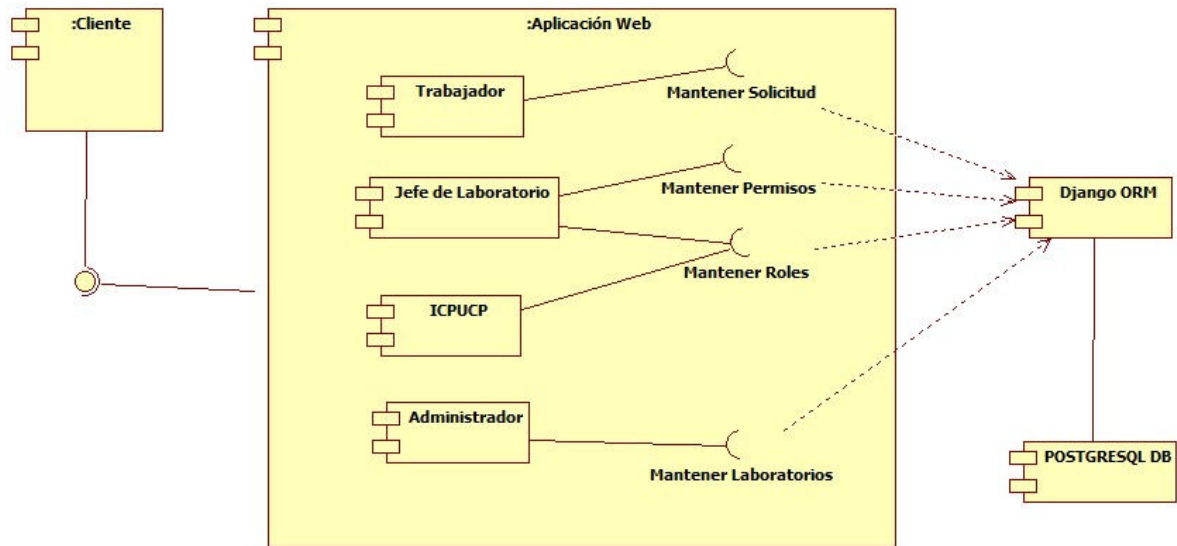 :Cliente
:Aplicación Web
Trabajador
Mantener Solicitud
Jefe de Laboratorio
Mantener Permisos
Django ORM
Mantener Roles
ICPUCP
Administrador
Mantener Laboratorios
POSTGRESQL DB